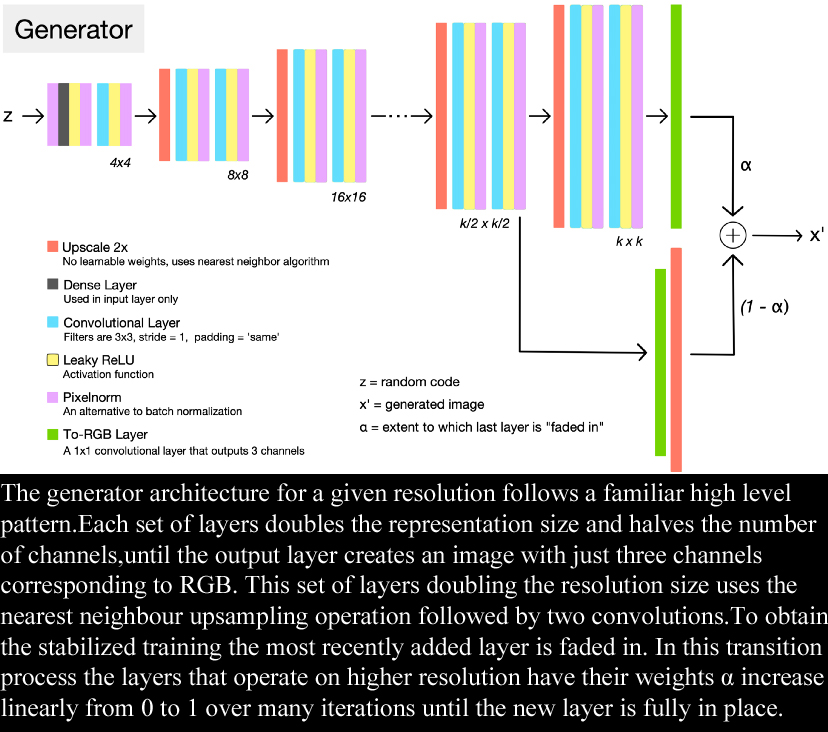 Generator
z
4x4
8x8
16x16
k/2 x k/2
k x k
α
x'
(1 - α)
Upscale 2x
No learnable weights, uses nearest neighbor algorithm
Dense Layer
Used in input layer only
Convolutional Layer
Filters are 3x3, stride = 1, padding = 'same'
Leaky ReLU
Activation function
Pixelnorm
An alternative to batch normalization
To-RGB Layer
A 1x1 convolutional layer that outputs 3 channels
z = random code
x' = generated image
α = extent to which last layer is "faded in"
The generator architecture for a given resolution follows a familiar high level
pattern.Each set of layers doubles the representation size and halves the number
of channels,until the output layer creates an image with just three channels
corresponding to RGB. This set of layers doubling the resolution size uses the
nearest neighbour upsampling operation followed by two convolutions.To obtain
the stabilized training the most recently added layer is faded in. In this transition
process the layers that operate on higher resolution have their weights α increase
linearly from 0 to 1 over many iterations until the new layer is fully in place.